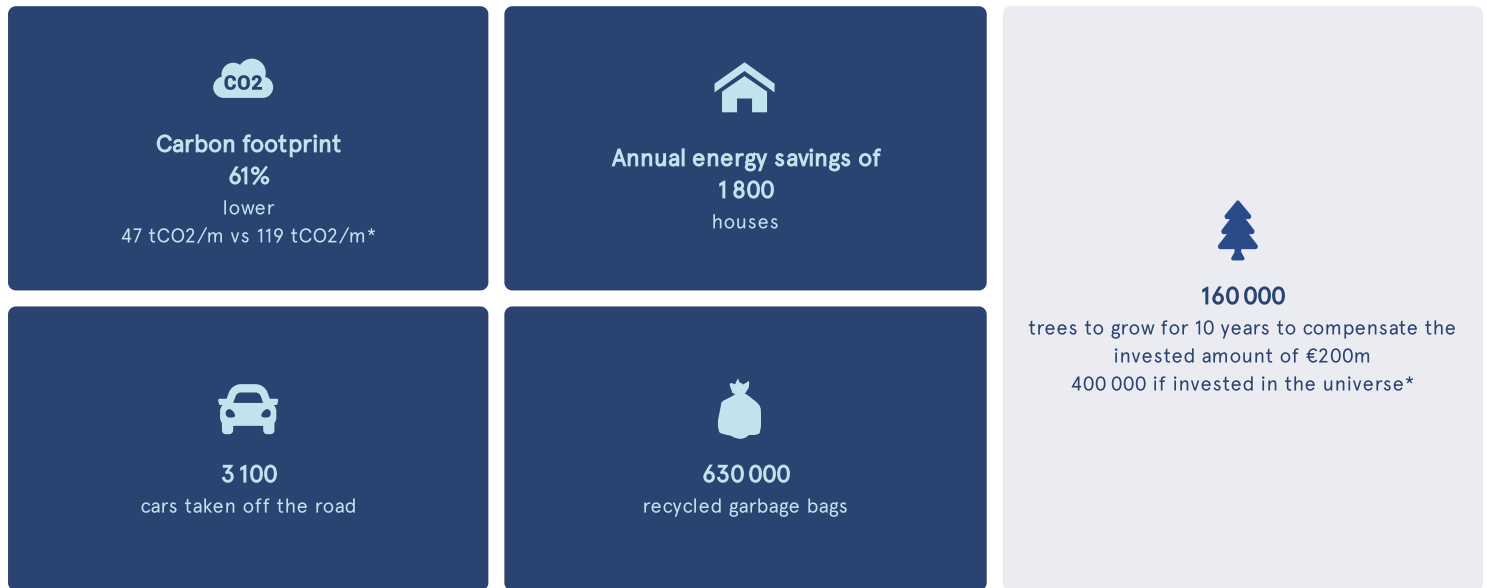 CO2
Carbon footprint
61%
lower
47 tCO2/m vs 119 tCO2/m*
Annual energy savings of
1 800
houses
3 100
cars taken off the road
630 000
recycled garbage bags
160 000
trees to grow for 10 years to compensate the
invested amount of €200m
400 000 if invested in the universe*